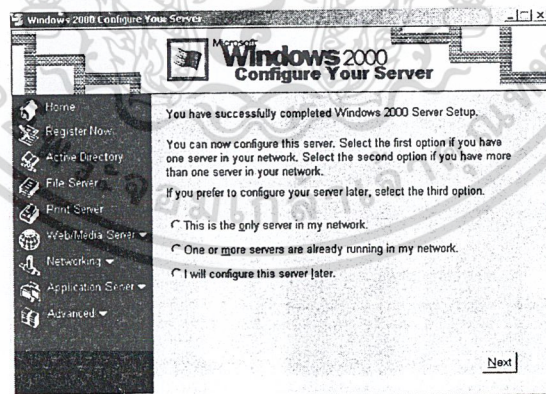 Windows 2000 Configure Your Server
Microsoft
Windows 2000
Configure Your Server
Home
Register Now
Active Directory
File Server
Print Server
Web/Media Server
Networking
Application Server
Advanced
You have successfully completed Windows 2000 Server Setup.
You can now configure this server. Select the first option if you have
one server in your network. Select the second option if you have more
than one server in your network.
If you prefer to configure your server later, select the third option.
This is the only server in my network.
One or more servers are already running in my network.
I will configure this server later.
Next